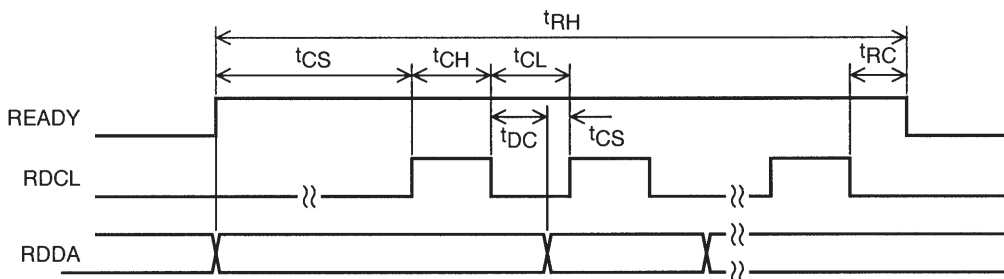 tRH
tCS tCH tCL tRC
READY
tDC tCS
RDCL
RDDA